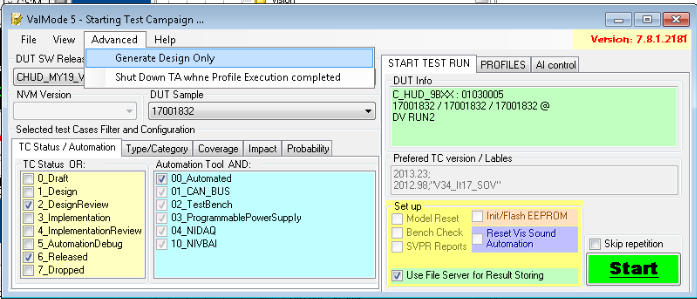 ValMode 5 - Starting Test Campaign ...
File View Advanced Help
Version: 7.8.1.2181
Generate Design Only
Shut Down TA whne Profile Execution completed
DUT SW Releas
CHUD_MY19_V
NVM Version
DUT Sample
17001832
Selected test Cases Filter and Configuration
TC Status / Automation Type/Category Coverage Impact Probability
TC Status OR:
0_Draft
1_Design
2_DesignReview
3_Implementation
4_ImplementationReview
5_AutomationDebug
6_Released
7_Dropped
Automation Tool AND:
00_Automated
01_CAN_BUS
02_TestBench
03_ProgrammablePowerSupply
04_NIDAQ
10_NIVBAI
START TEST RUN PROFILES AI control
DUT Info
C_HUD_9BXX : 01030005
17001832 / 17001832 / 17001832 @
DV RUN2
Prefered TC version / Lables
2013.23;
2012.98;"V34_It17_SOV"
Set up
Model Reset
Bench Check
SVPR Reports
Init/Flash EEPROM
Reset Vis Sound
Automation
Use File Server for Result Storing
Skip repetition
Start